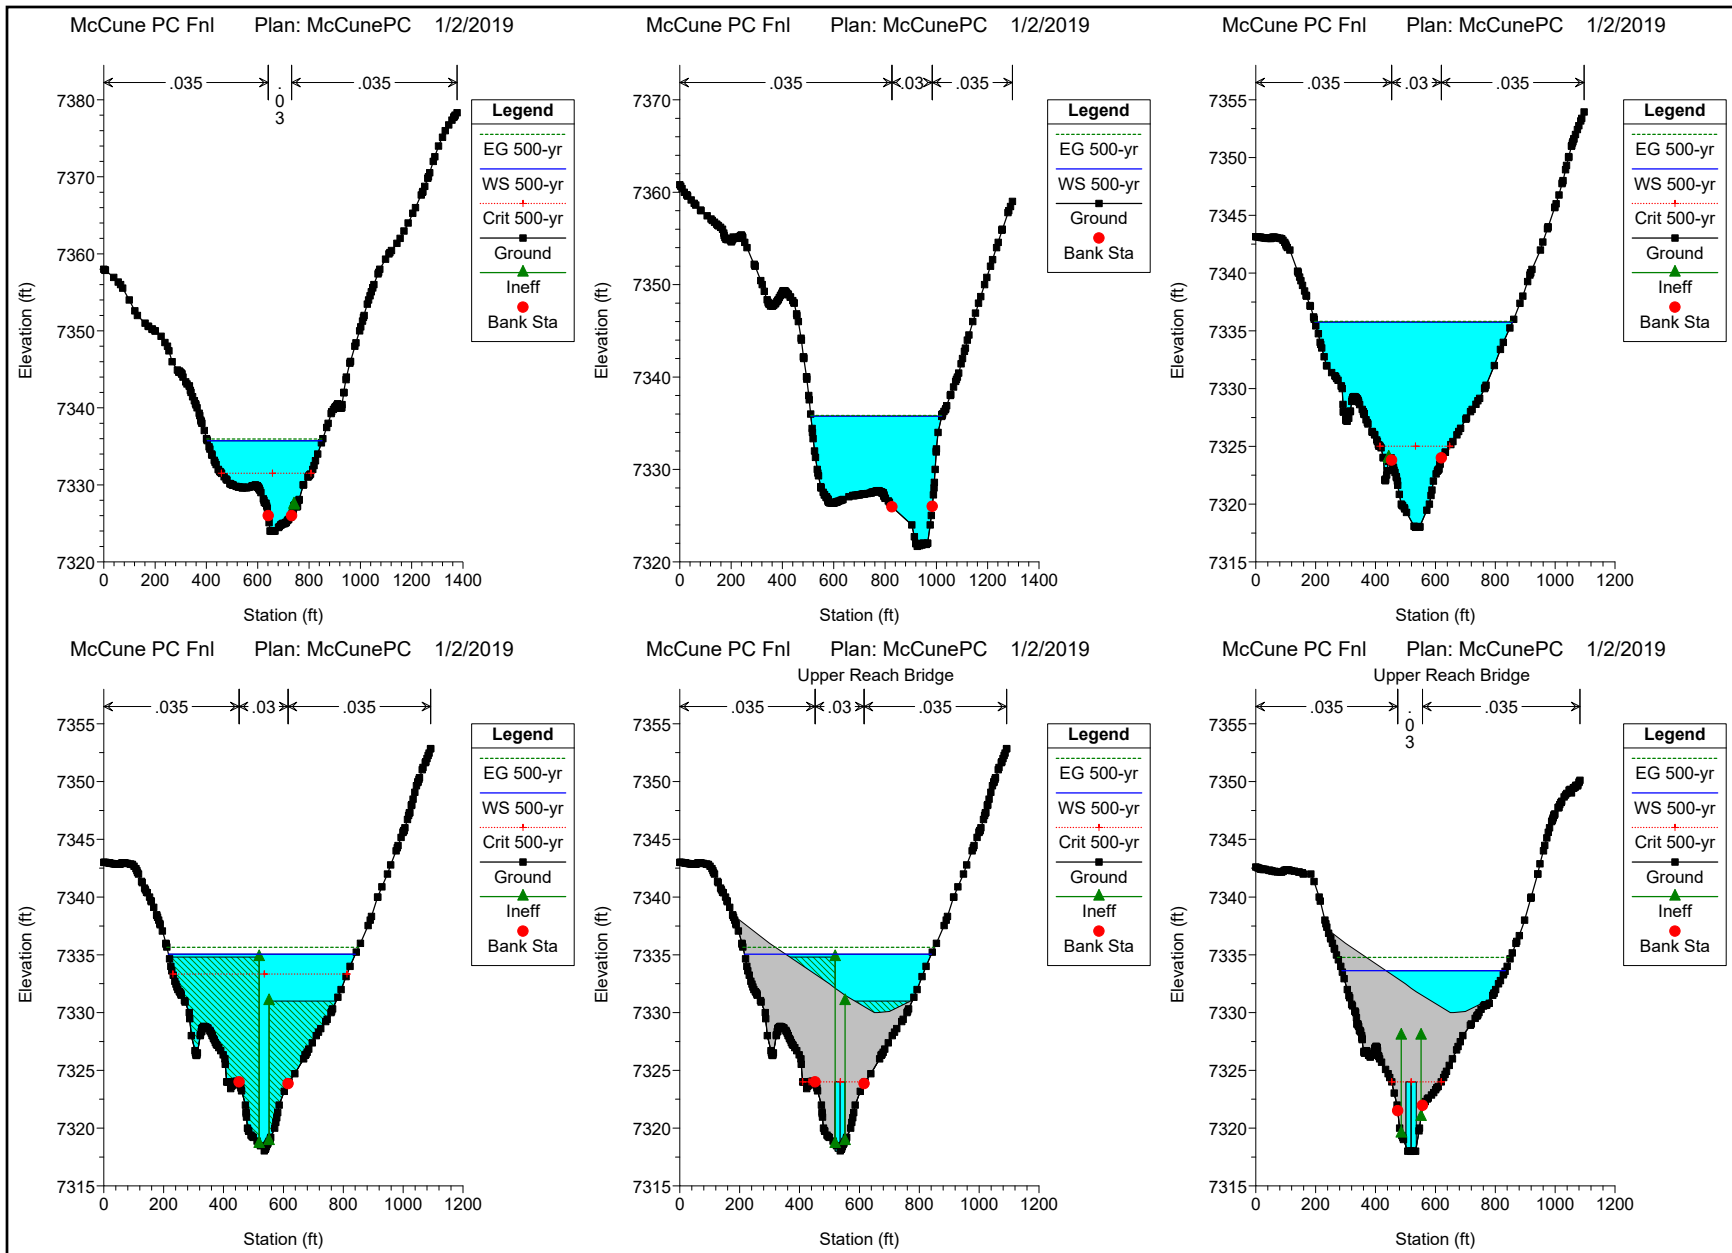 McCune PC Fnl Plan: McCunePC 1/2/2019
.035 .03 .035
7380
7370
7360
7350
7340
7330
7320
0 200 400 600 800 1000 1200 1400
Station (ft)
Elevation (ft)
Legend
EG 500-yr
WS 500-yr
Crit 500-yr
Ground
Ineff
Bank Sta
McCune PC Fnl Plan: McCunePC 1/2/2019
.035 .03 .035
7370
7360
7350
7340
7330
7320
0 200 400 600 800 1000 1200 1400
Station (ft)
Elevation (ft)
Legend
EG 500-yr
WS 500-yr
Ground
Bank Sta
McCune PC Fnl Plan: McCunePC 1/2/2019
.035 .03 .035
7355
7350
7345
7340
7335
7330
7325
7320
7315
0 200 400 600 800 1000 1200
Station (ft)
Elevation (ft)
Legend
EG 500-yr
WS 500-yr
Crit 500-yr
Ground
Ineff
Bank Sta
McCune PC Fnl Plan: McCunePC 1/2/2019
.035 .03 .035
7355
7350
7345
7340
7335
7330
7325
7320
7315
0 200 400 600 800 1000 1200
Station (ft)
Elevation (ft)
Legend
EG 500-yr
WS 500-yr
Crit 500-yr
Ground
Ineff
Bank Sta
McCune PC Fnl Plan: McCunePC 1/2/2019
Upper Reach Bridge
.035 .03 .035
7355
7350
7345
7340
7335
7330
7325
7320
7315
0 200 400 600 800 1000 1200
Station (ft)
Elevation (ft)
Legend
EG 500-yr
WS 500-yr
Crit 500-yr
Ground
Ineff
Bank Sta
McCune PC Fnl Plan: McCunePC 1/2/2019
Upper Reach Bridge
.035 .03 .035
7355
7350
7345
7340
7335
7330
7325
7320
7315
0 200 400 600 800 1000 1200
Station (ft)
Elevation (ft)
Legend
EG 500-yr
WS 500-yr
Crit 500-yr
Ground
Ineff
Bank Sta